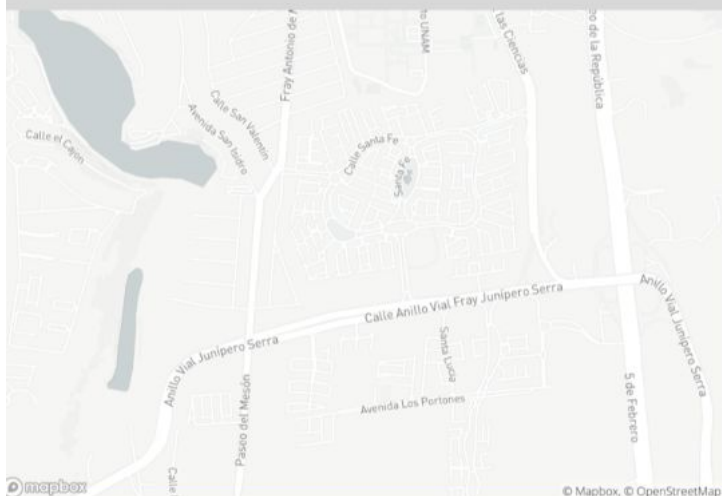 UNAM
Fray Antonio de
las Ciencias
eo de la República
Calle San Valentín
Avenida San Isidro
Calle el Cajón
Calle Santa Fe
Santa Fe
Anillo Vial Junípero Serra
Calle Anillo Vial Fray Junípero Serra
Anillo Vial Junípero Serra
Santa Lucia
Paseo del Mesón
Avenida Los Portones
5 de Febrero
Calle
mapbox
© Mapbox, © OpenStreetMap